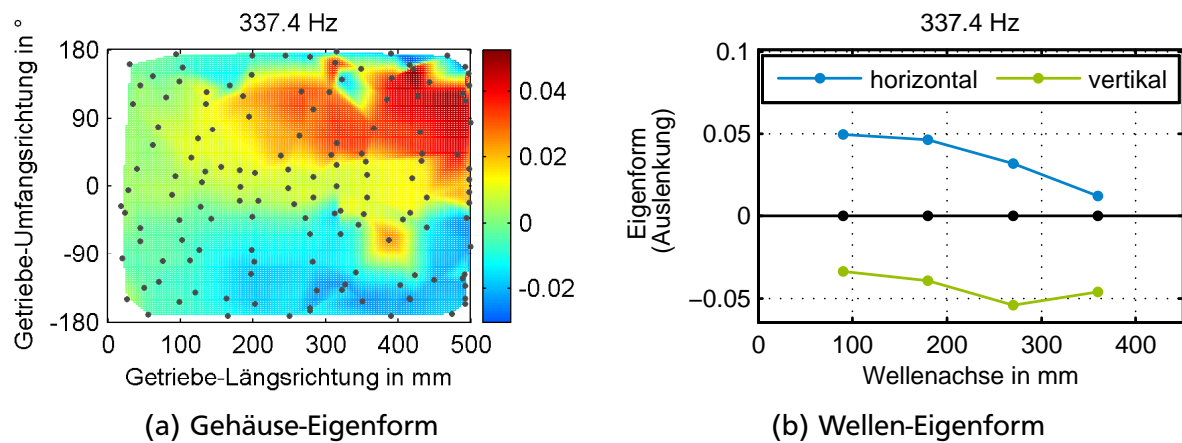 337.4 Hz
Getriebe-Umfangsrichtung in °
180
90
0
-90
-180
0 100 200 300 400 500
Getriebe-Längsrichtung in mm
0.04
0.02
0
-0.02
(a) Gehäuse-Eigenform
337.4 Hz
Eigenform
(Auslenkung)
0.1
0.05
0
−0.05
horizontal vertikal
0 100 200 300 400
Wellenachse in mm
(b) Wellen-Eigenform